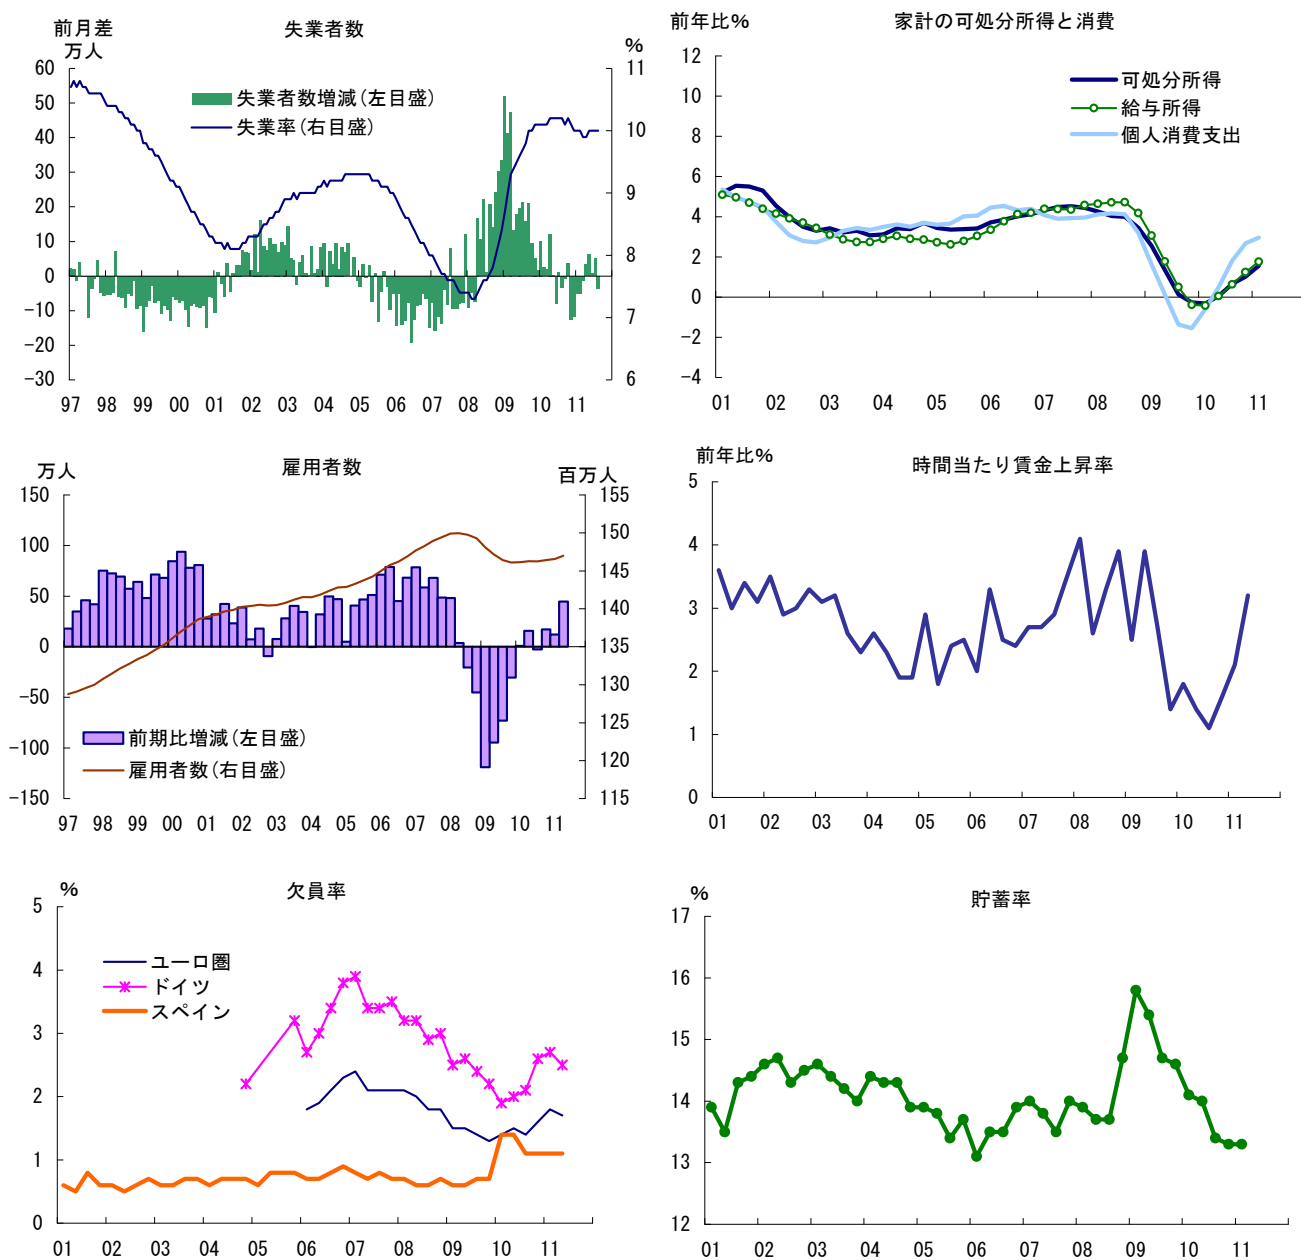 失業者数
前月差
万人
%
60
50
40
30
20
10
0
−10
−20
−30
11
10
9
8
7
6
失業者数増減(左目盛)
失業率(右目盛)
97 98 99 00 01 02 03 04 05 06 07 08 09 10 11
家計の可処分所得と消費
前年比%
12
10
8
6
4
2
0
−2
−4
可処分所得
給与所得
個人消費支出
01 02 03 04 05 06 07 08 09 10 11
雇用者数
万人
百万人
150
100
50
0
−50
−100
−150
155
150
145
140
135
130
125
120
115
前期比増減(左目盛)
雇用者数(右目盛)
97 98 99 00 01 02 03 04 05 06 07 08 09 10 11
時間当たり賃金上昇率
前年比%
5
4
3
2
1
0
01 02 03 04 05 06 07 08 09 10 11
欠員率
%
5
4
3
2
1
0
ユーロ圏
ドイツ
スペイン
01 02 03 04 05 06 07 08 09 10 11
貯蓄率
%
17
16
15
14
13
12
01 02 03 04 05 06 07 08 09 10 11